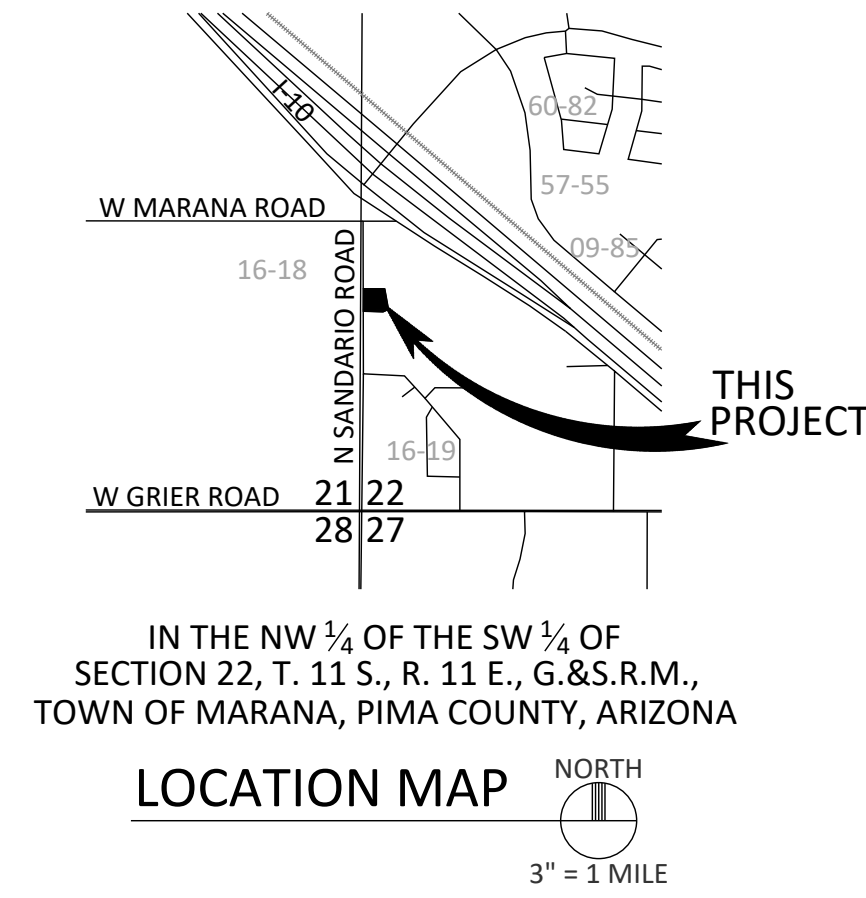 I-10
60-82
57-55
W MARANA ROAD
09-85
16-18
N SANDARIO ROAD
THIS
PROJECT
16-19
W GRIER ROAD
21 22
28 27
IN THE NW ¼ OF THE SW ¼ OF
SECTION 22, T. 11 S., R. 11 E., G.&S.R.M.,
TOWN OF MARANA, PIMA COUNTY, ARIZONA
LOCATION MAP
NORTH
3" = 1 MILE